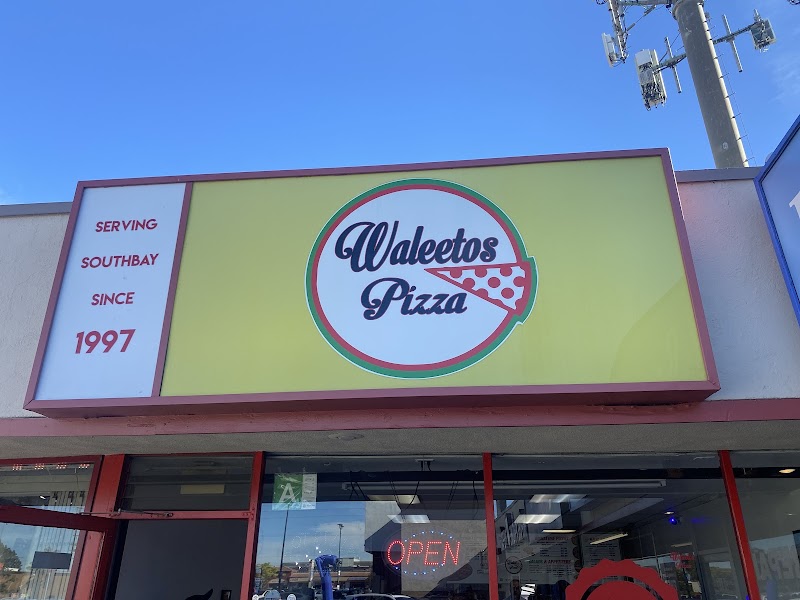 SERVING
SOUTHBAY
SINCE
1997
Waleetos
Pizza
A
OPEN